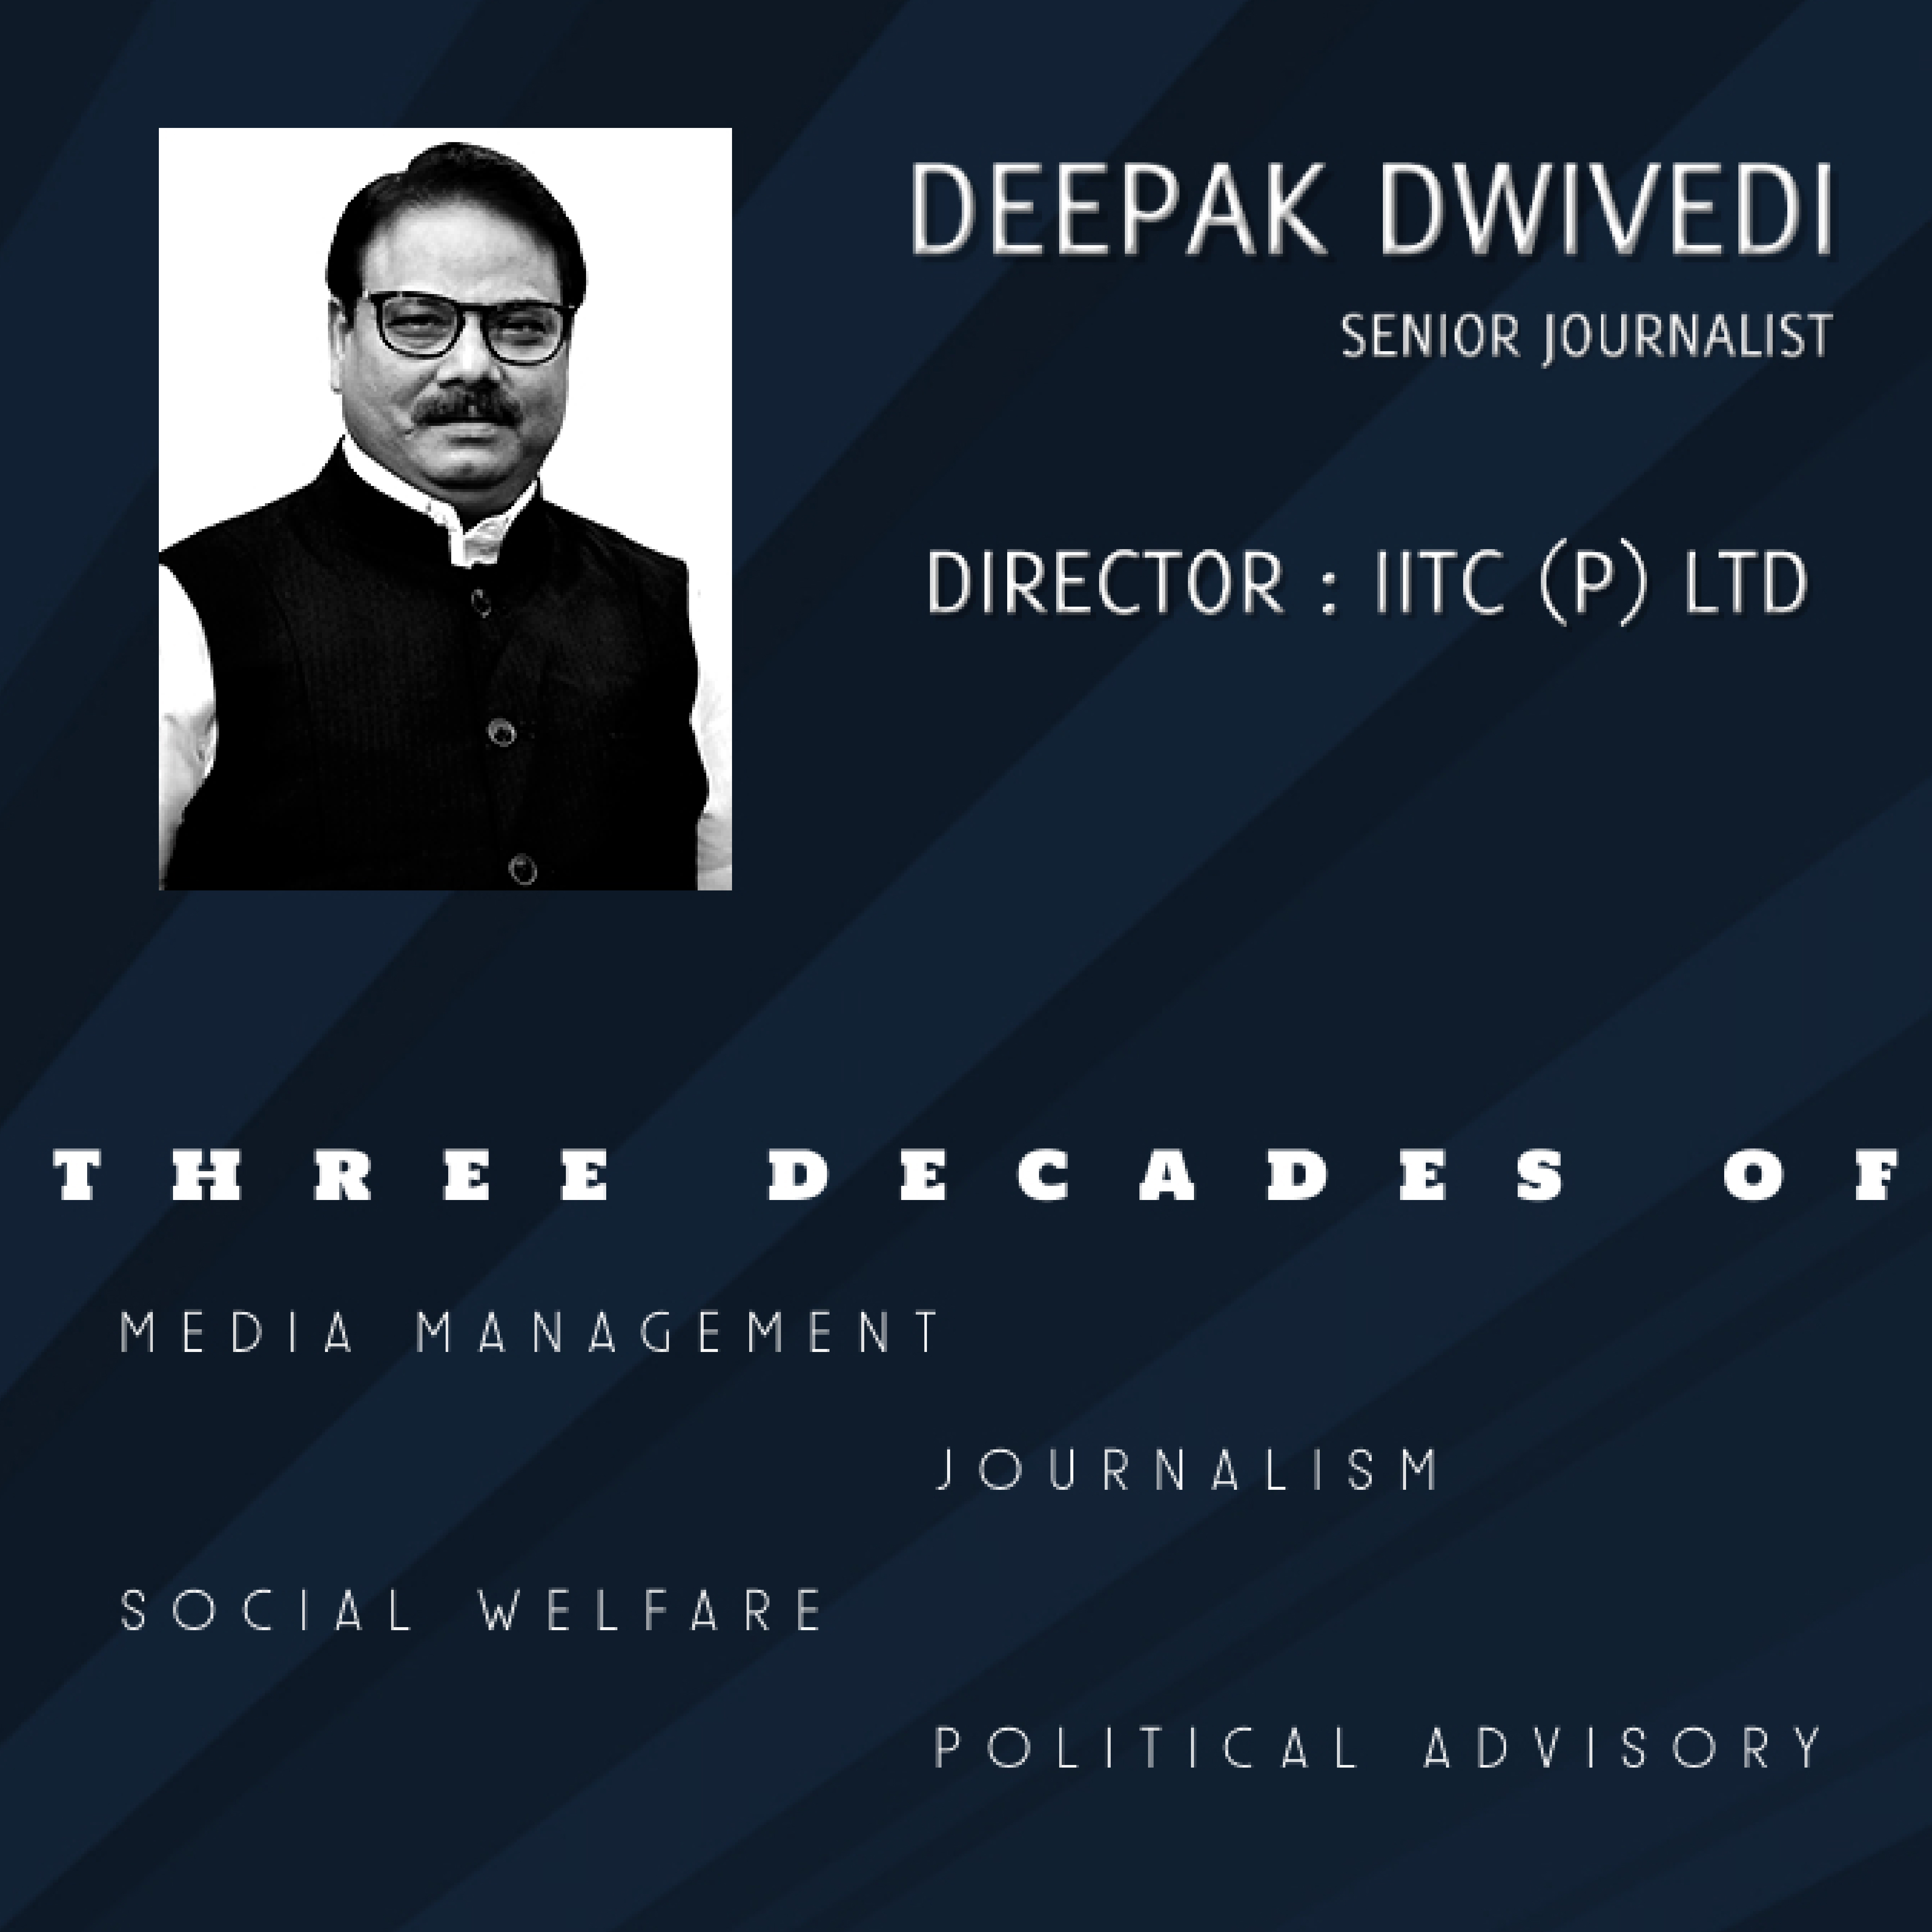 DEEPAK DWIVEDI
SENIOR JOURNALIST
DIRECTOR : IITC (P) LTD
THREE DECADES OF
MEDIA MANAGEMENT
JOURNALISM
SOCIAL WELFARE
POLITICAL ADVISORY